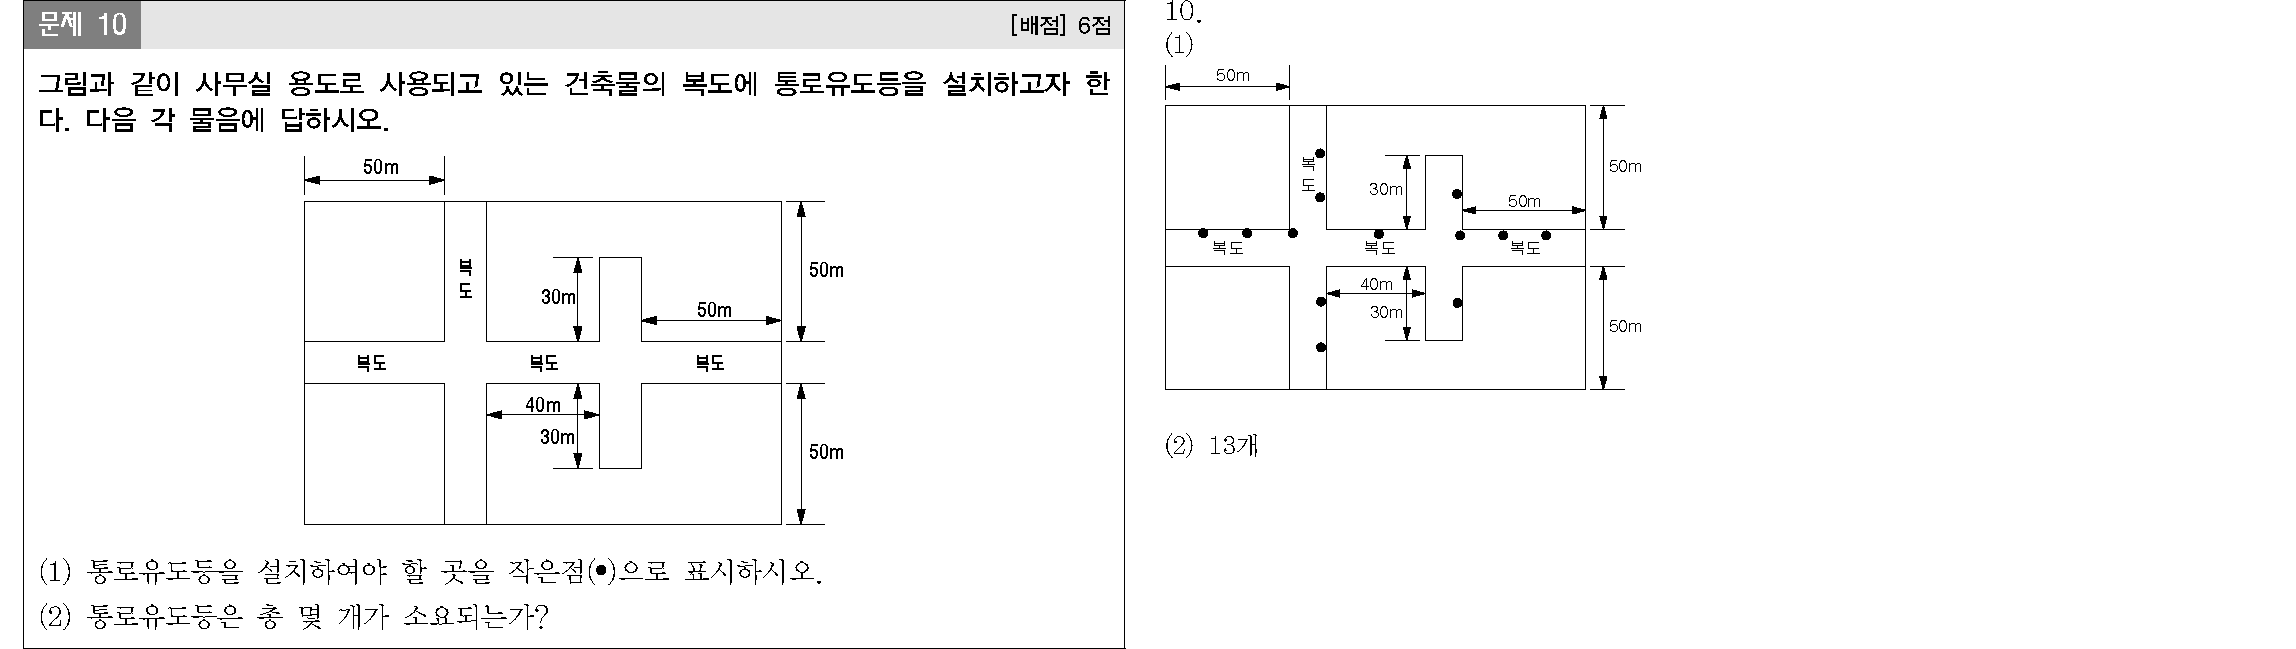 문제 10
[배점] 6점
그림과 같이 사무실 용도로 사용되고 있는 건축물의 복도에 통로유도등을 설치하고자 한
다. 다음 각 물음에 답하시오.
50m
복도
50m
30m
50m
복도
복도
복도
40m
30m
50m
(1) 통로유도등을 설치하여야 할 곳을 작은점(•)으로 표시하시오.
(2) 통로유도등은 총 몇 개가 소요되는가?
10.
(1)
50m
복도
50m
30m
50m
복도
복도
복도
40m
30m
50m
(2) 13개